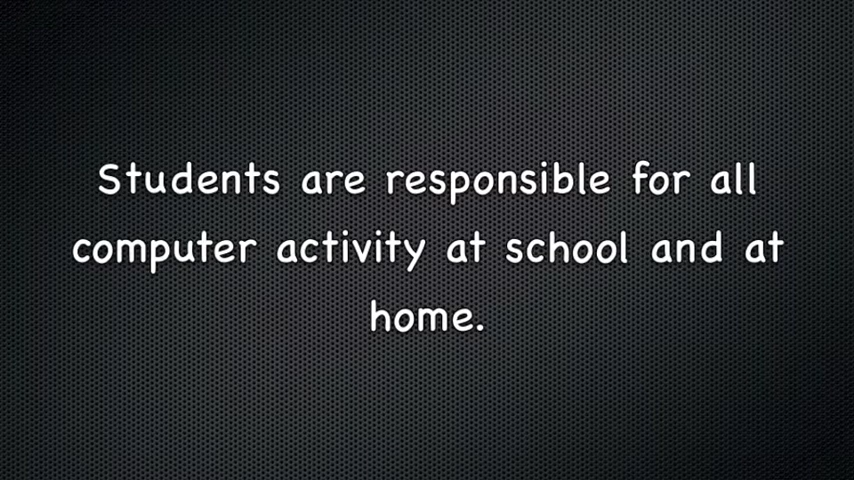 Students are responsible for all
computer activity at school and at
home.